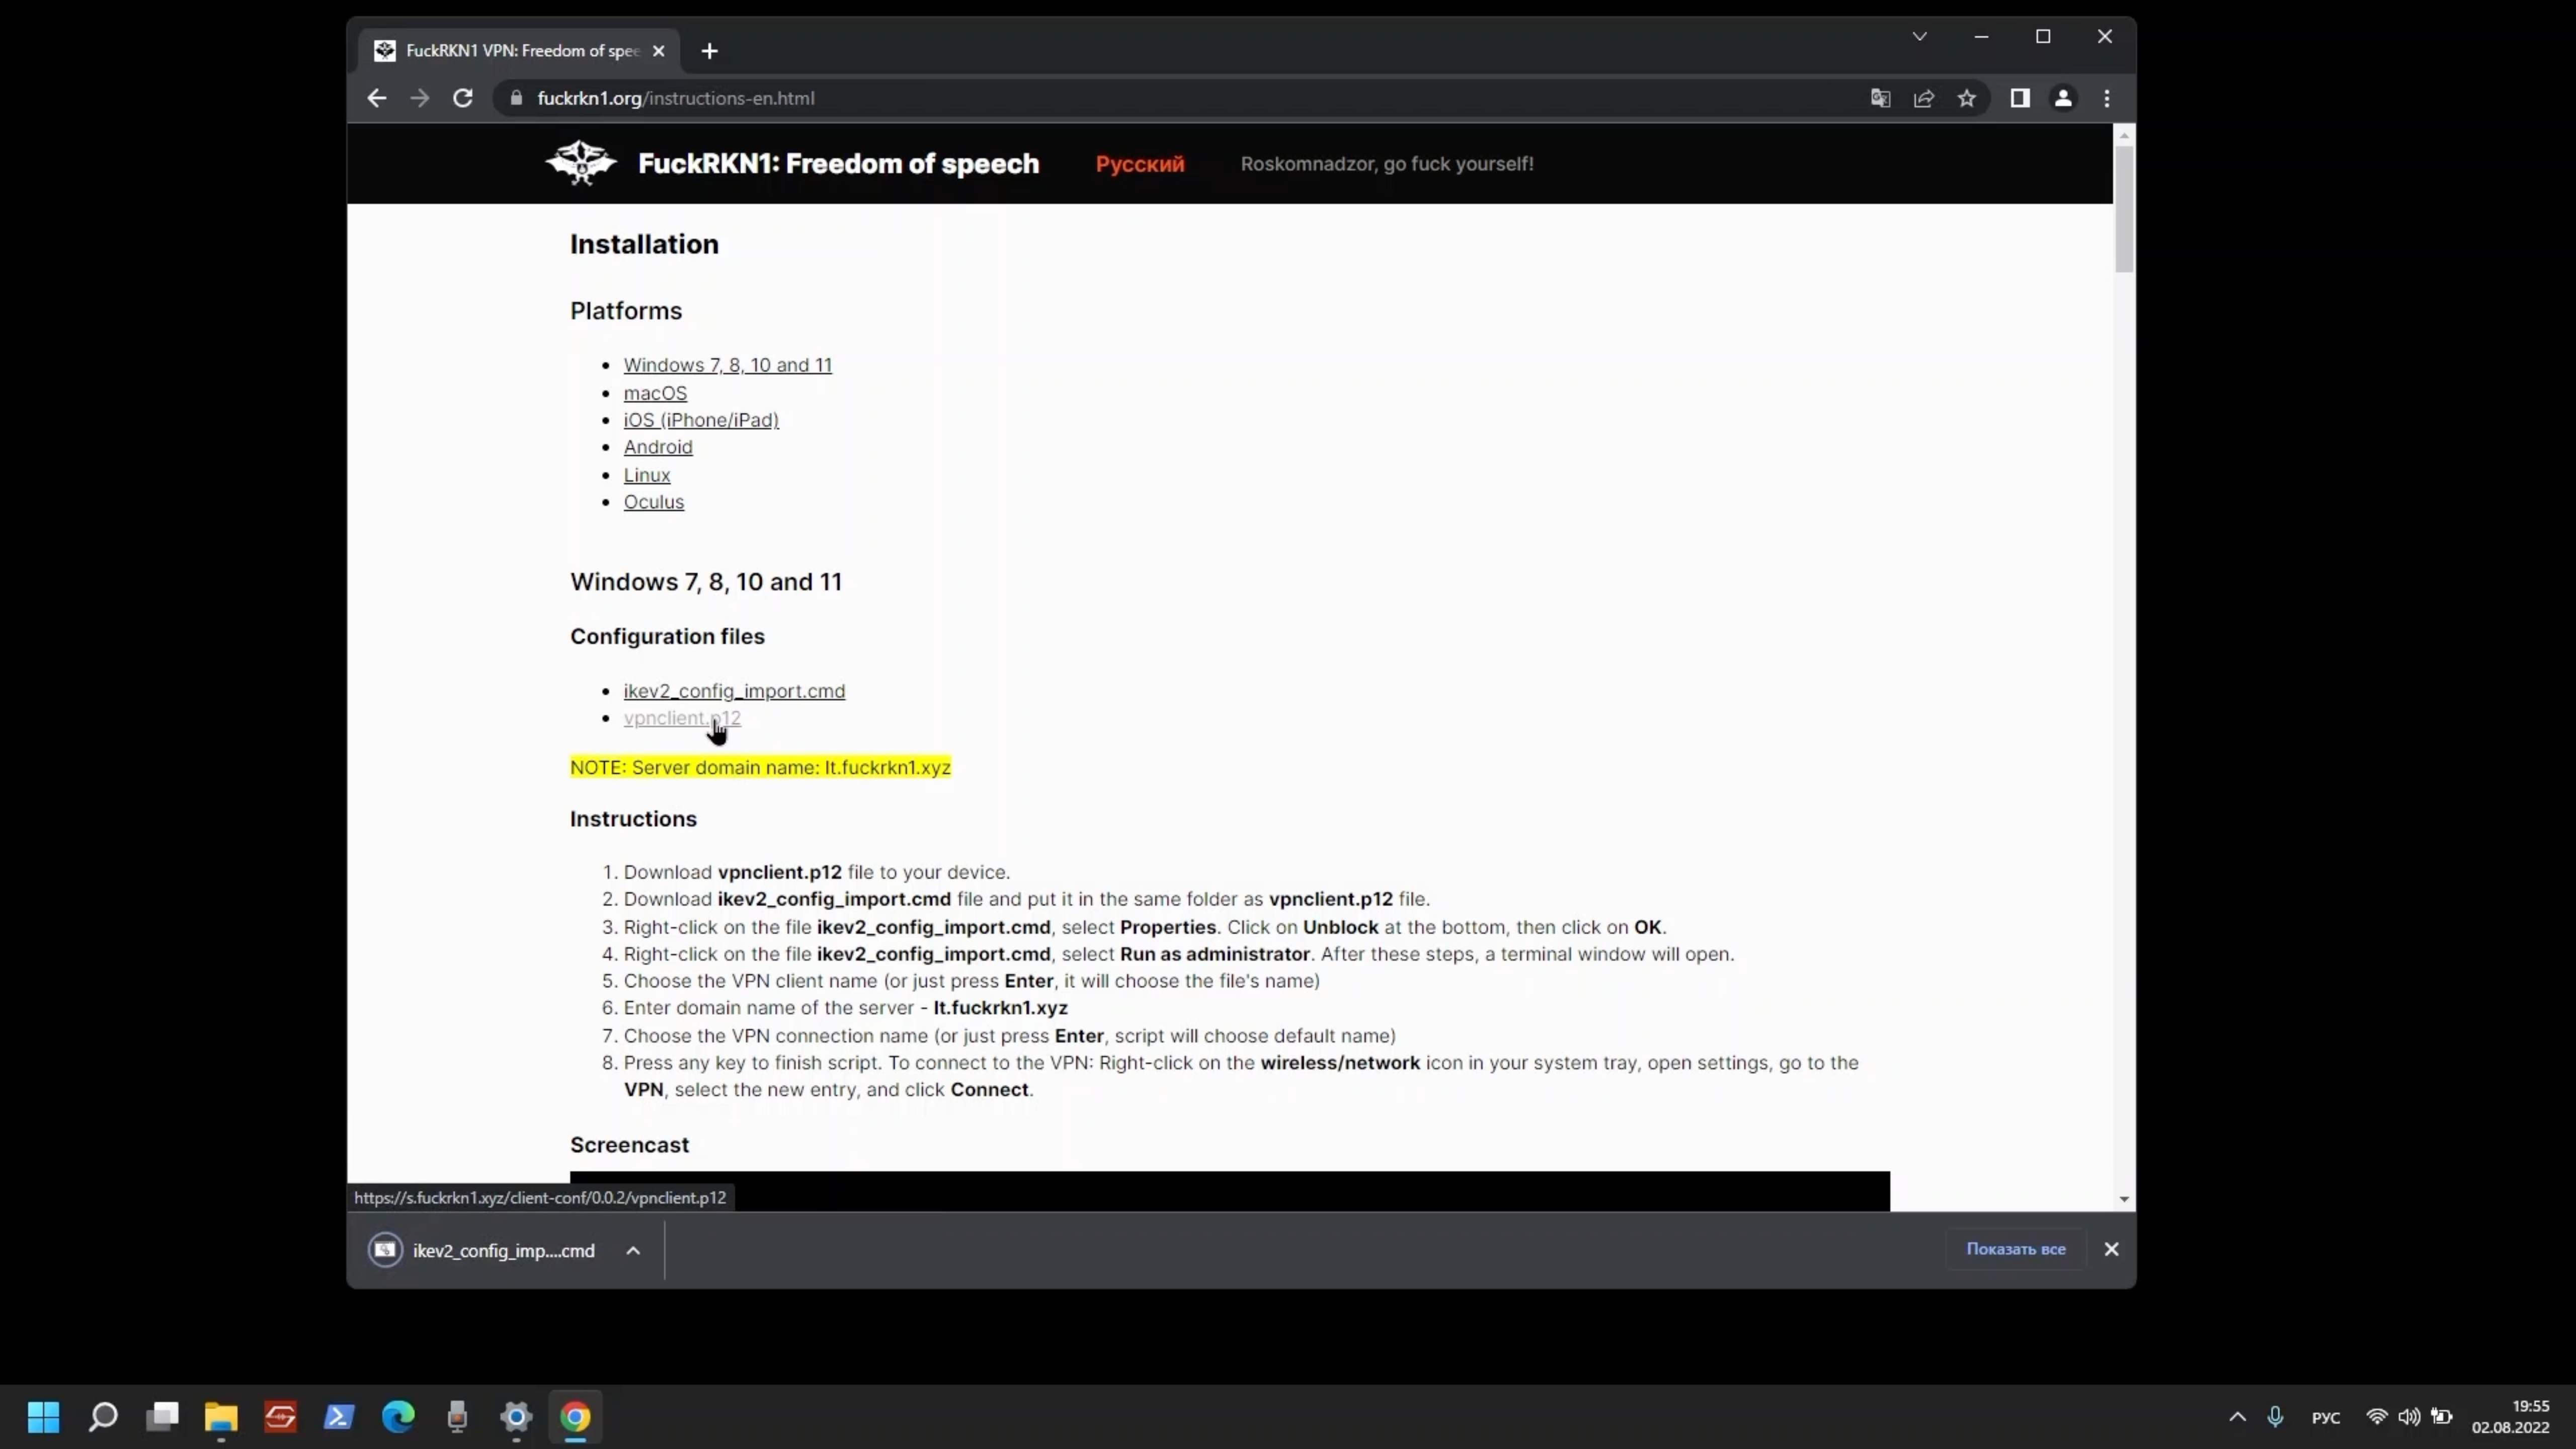 FuckRKN1 VPN: Freedom of spee
fuckrkn1.org/instructions-en.html
FuckRKN1: Freedom of speech
Русский
Roskomnadzor, go fuck yourself!
Installation
Platforms
Windows 7, 8, 10 and 11
macOS
iOS (iPhone/iPad)
Android
Linux
Oculus
Windows 7, 8, 10 and 11
Configuration files
ikev2_config_import.cmd
vpnclient.p12
NOTE: Server domain name: lt.fuckrkn1.xyz
Instructions
1. Download vpnclient.p12 file to your device.
2. Download ikev2_config_import.cmd file and put it in the same folder as vpnclient.p12 file.
3. Right-click on the file ikev2_config_import.cmd, select Properties. Click on Unblock at the bottom, then click on OK.
4. Right-click on the file ikev2_config_import.cmd, select Run as administrator. After these steps, a terminal window will open.
5. Choose the VPN client name (or just press Enter, it will choose the file's name)
6. Enter domain name of the server - lt.fuckrkn1.xyz
7. Choose the VPN connection name (or just press Enter, script will choose default name)
8. Press any key to finish script. To connect to the VPN: Right-click on the wireless/network icon in your system tray, open settings, go to the
VPN, select the new entry, and click Connect.
Screencast
https://s.fuckrkn1.xyz/client-conf/0.0.2/vpnclient.p12
ikev2_config_imp....cmd
Показать все
РУС
19:55
02.08.2022